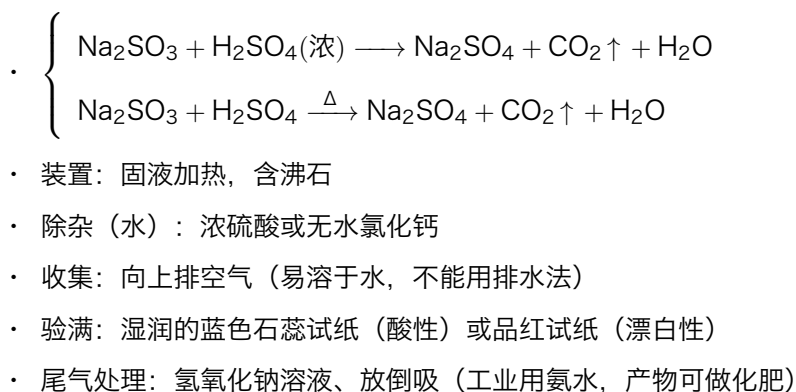 · { Na₂SO₃ + H₂SO₄(浓) ⟶ Na₂SO₄ + CO₂↑ + H₂O
Na₂SO₃ + H₂SO₄ —Δ→ Na₂SO₄ + CO₂↑ + H₂O
· 装置：固液加热，含沸石
· 除杂（水）：浓硫酸或无水氯化钙
· 收集：向上排空气（易溶于水，不能用排水法）
· 验满：湿润的蓝色石蕊试纸（酸性）或品红试纸（漂白性）
· 尾气处理：氢氧化钠溶液、放倒吸（工业用氨水，产物可做化肥）